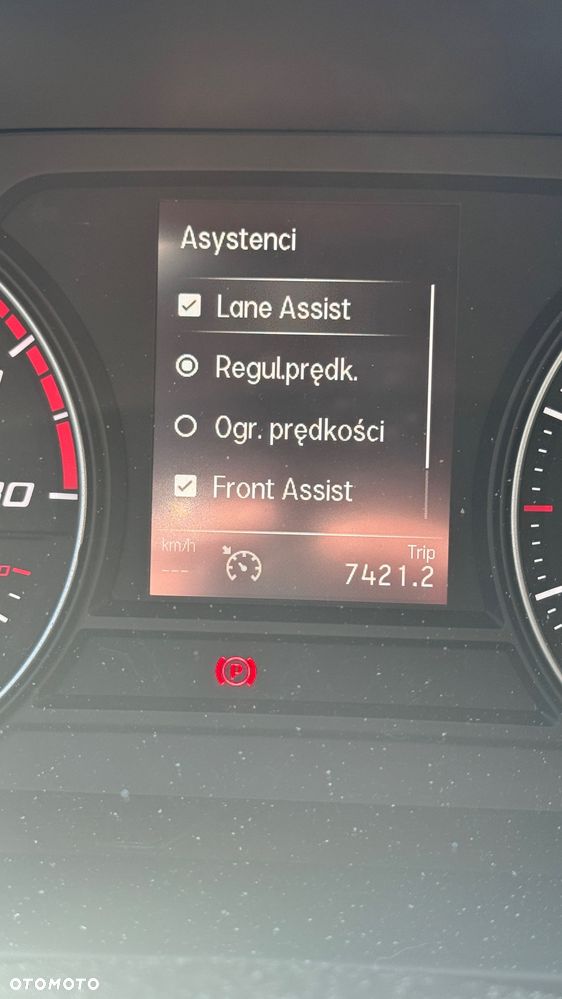 Asystenci
Lane Assist
Regul.prędk.
Ogr. prędkości
Front Assist
km/h
Trip
---
7421.2
P
OTOMOTO